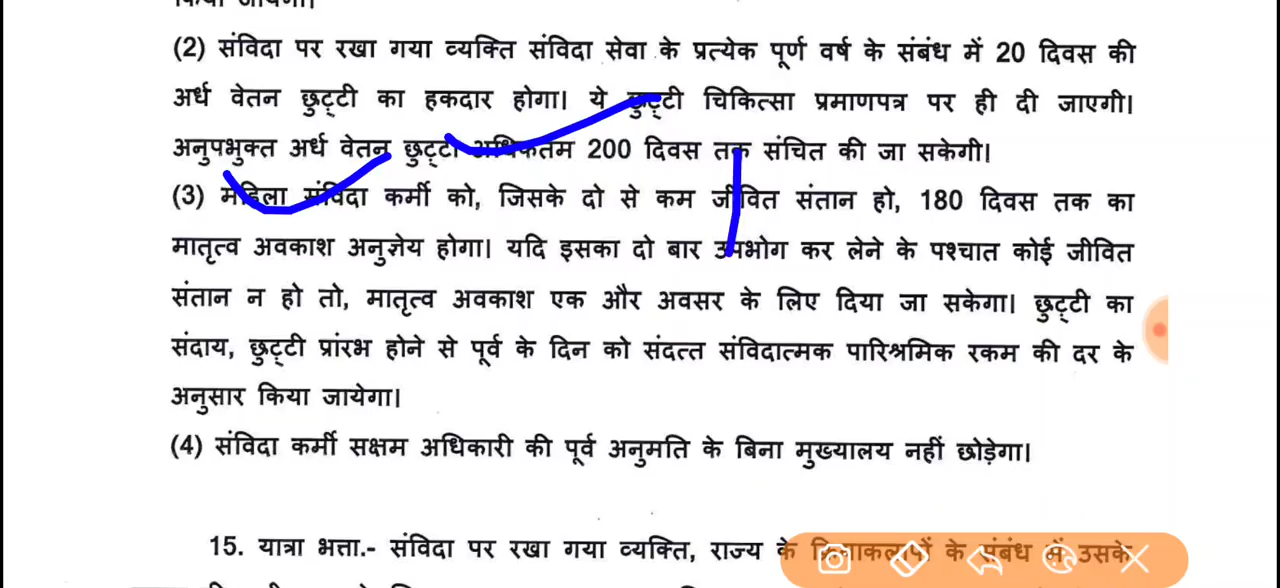 (2) संविदा पर रखा गया व्यक्ति संविदा सेवा के प्रत्येक पूर्ण वर्ष के संबंध में 20 दिवस की
अर्ध वेतन छुट्टी का हकदार होगा। ये छुट्टी चिकित्सा प्रमाणपत्र पर ही दी जाएगी।
अनुपभुक्त अर्ध वेतन छुट्टी अधिकतम 200 दिवस तक संचित की जा सकेगी।
(3) महिला संविदा कर्मी को, जिसके दो से कम जीवित संतान हो, 180 दिवस तक का
मातृत्व अवकाश अनुज्ञेय होगा। यदि इसका दो बार उपभोग कर लेने के पश्चात कोई जीवित
संतान न हो तो, मातृत्व अवकाश एक और अवसर के लिए दिया जा सकेगा। छुट्टी का
संदाय, छुट्टी प्रांरभ होने से पूर्व के दिन को संदत्त संविदात्मक पारिश्रमिक रकम की दर के
अनुसार किया जायेगा।
(4) संविदा कर्मी सक्षम अधिकारी की पूर्व अनुमति के बिना मुख्यालय नहीं छोड़ेगा।
15. यात्रा भत्ता.- संविदा पर रखा गया व्यक्ति, राज्य के क्रियाकलापों के संबंध में उसके